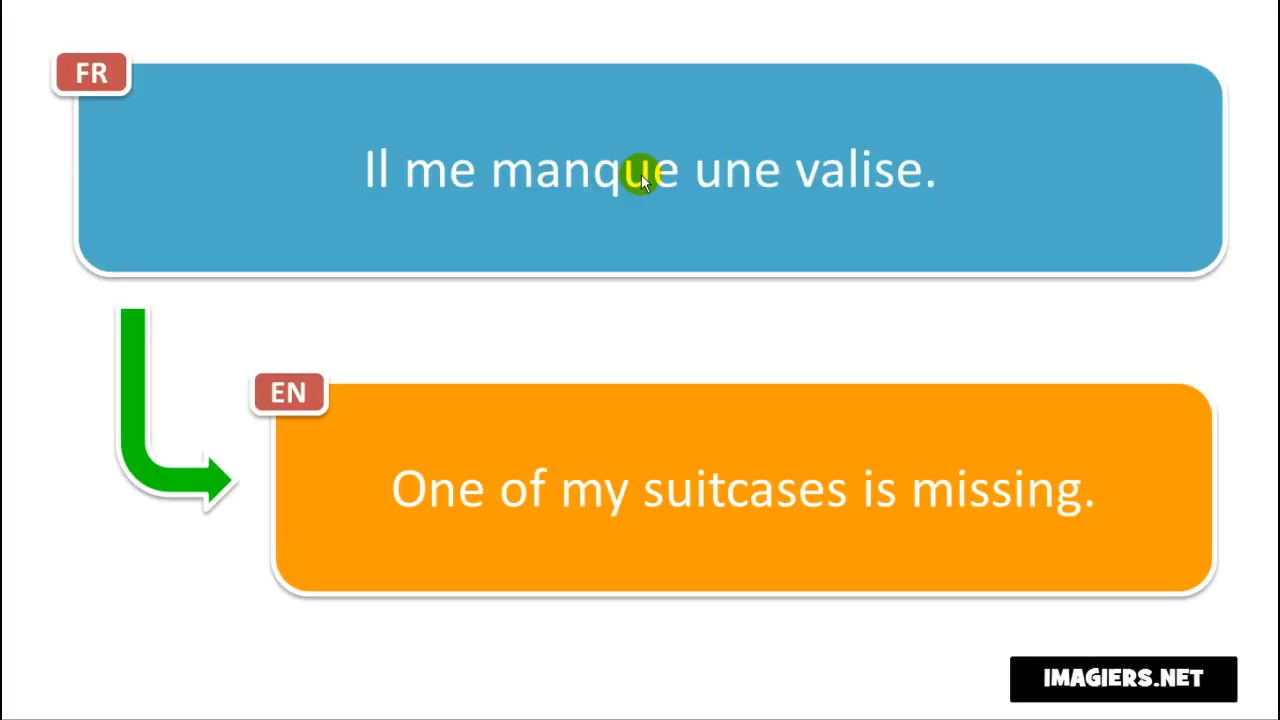 FR
Il me manque une valise.
EN
One of my suitcases is missing.
IMAGIERS.NET